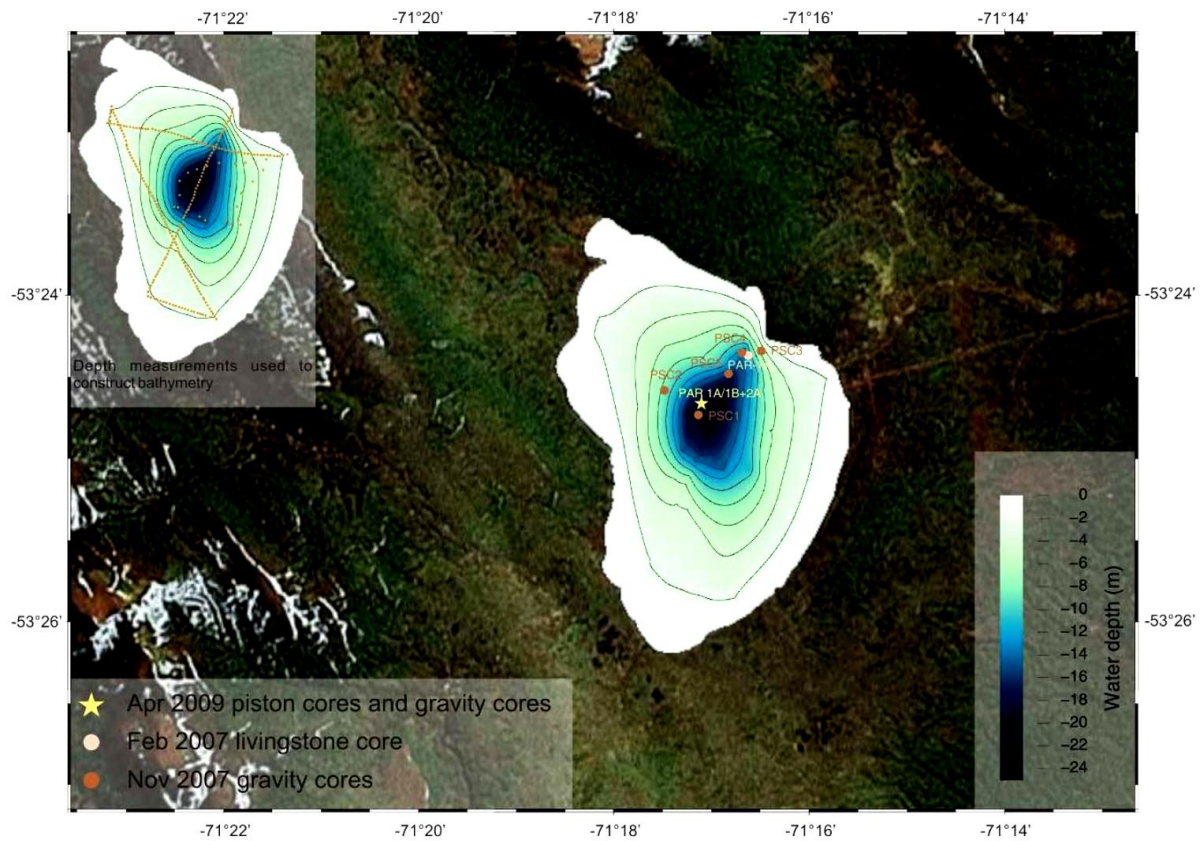 -71°22' -71°20' -71°18' -71°16' -71°14'
-53°24' -53°24'
PSC4
PSC3
PAR
PSC2
PAR 1A/1B+2A
PSC1
Depth measurements used to
construct bathymetry
-53°26' -53°26'
0
-2
-4
-6
-8
-10
-12
-14
-16
-18
-20
-22
-24
Water depth (m)
Apr 2009 piston cores and gravity cores
Feb 2007 livingstone core
Nov 2007 gravity cores
-71°22' -71°20' -71°18' -71°16' -71°14'